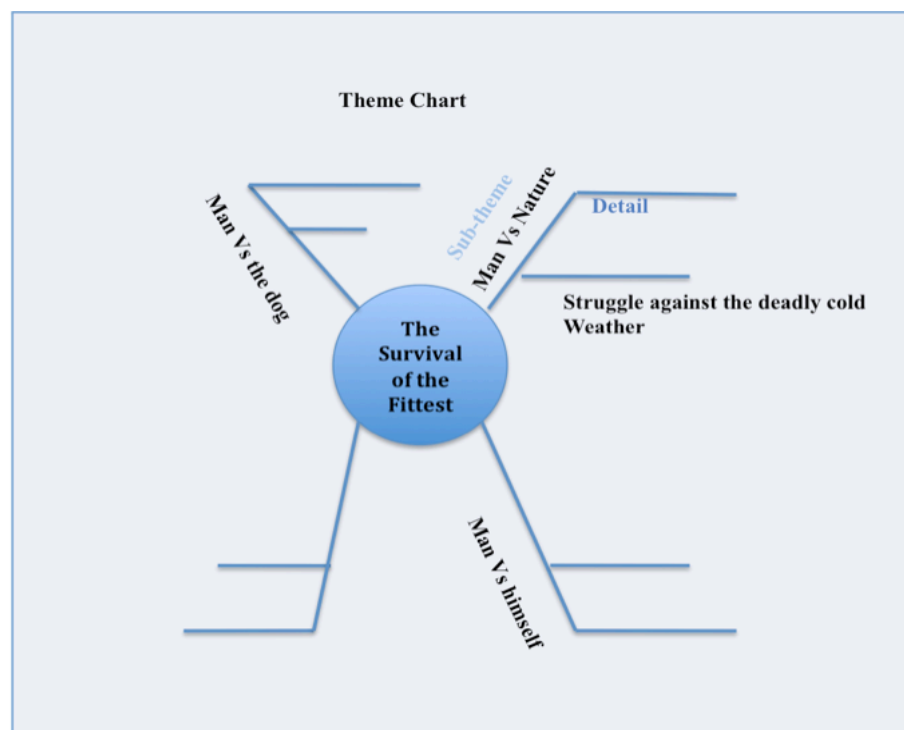 Theme Chart
Man Vs the dog
Sub-theme
Man Vs Nature
Detail
Struggle against the deadly cold
Weather
The
Survival
of the
Fittest
Man Vs himself